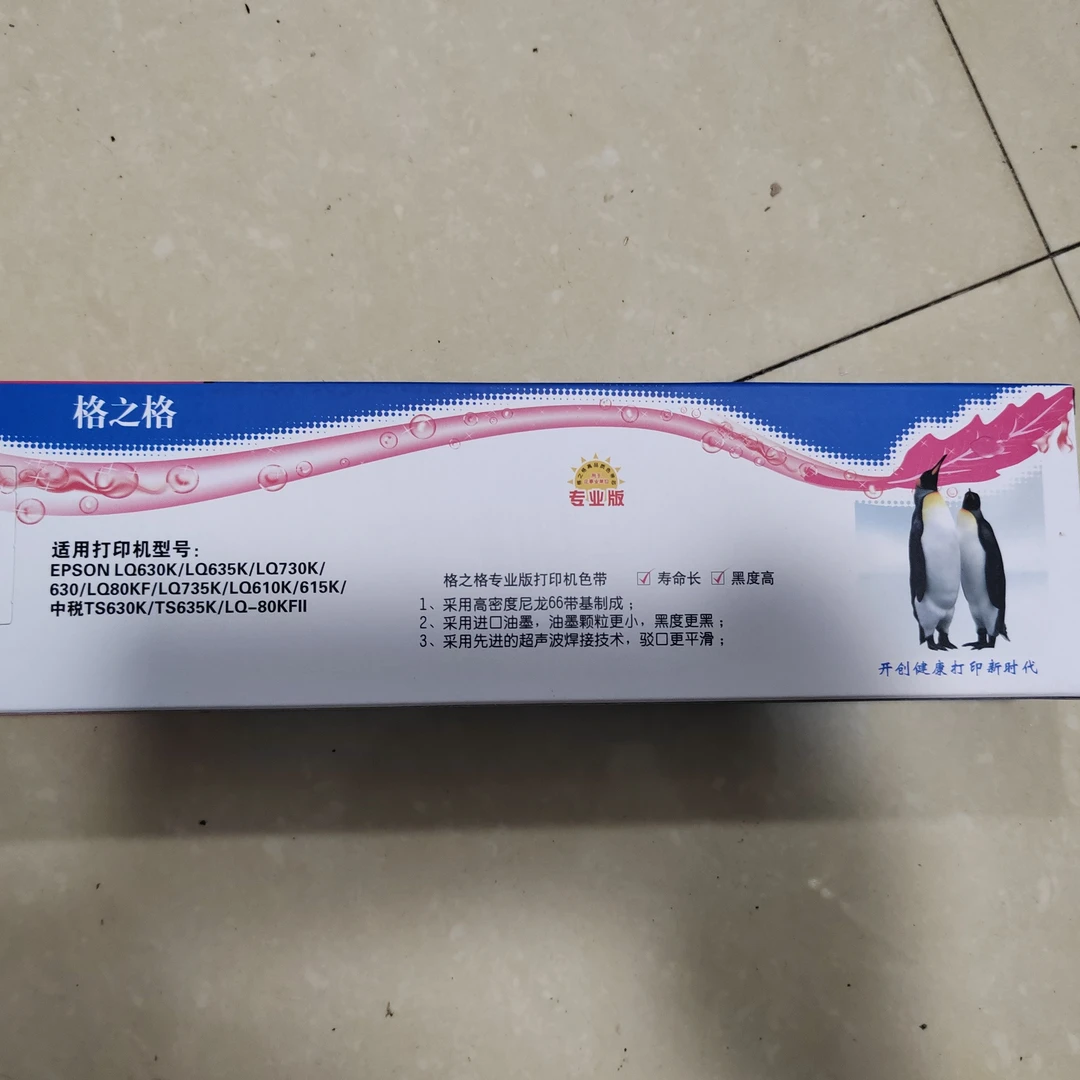 格之格
专业版
适用打印机型号：
EPSON LQ630K/LQ635K/LQ730K/
630/LQ80KF/LQ735K/LQ610K/615K/
中税TS630K/TS635K/LQ-80KFII
格之格专业版打印机色带 ☑ 寿命长 ☑ 黑度高
1、采用高密度尼龙66带基制成；
2、采用进口油墨，油墨颗粒更小，黑度更黑；
3、采用先进的超声波焊接技术，驳口更平滑；
开创健康打印新时代